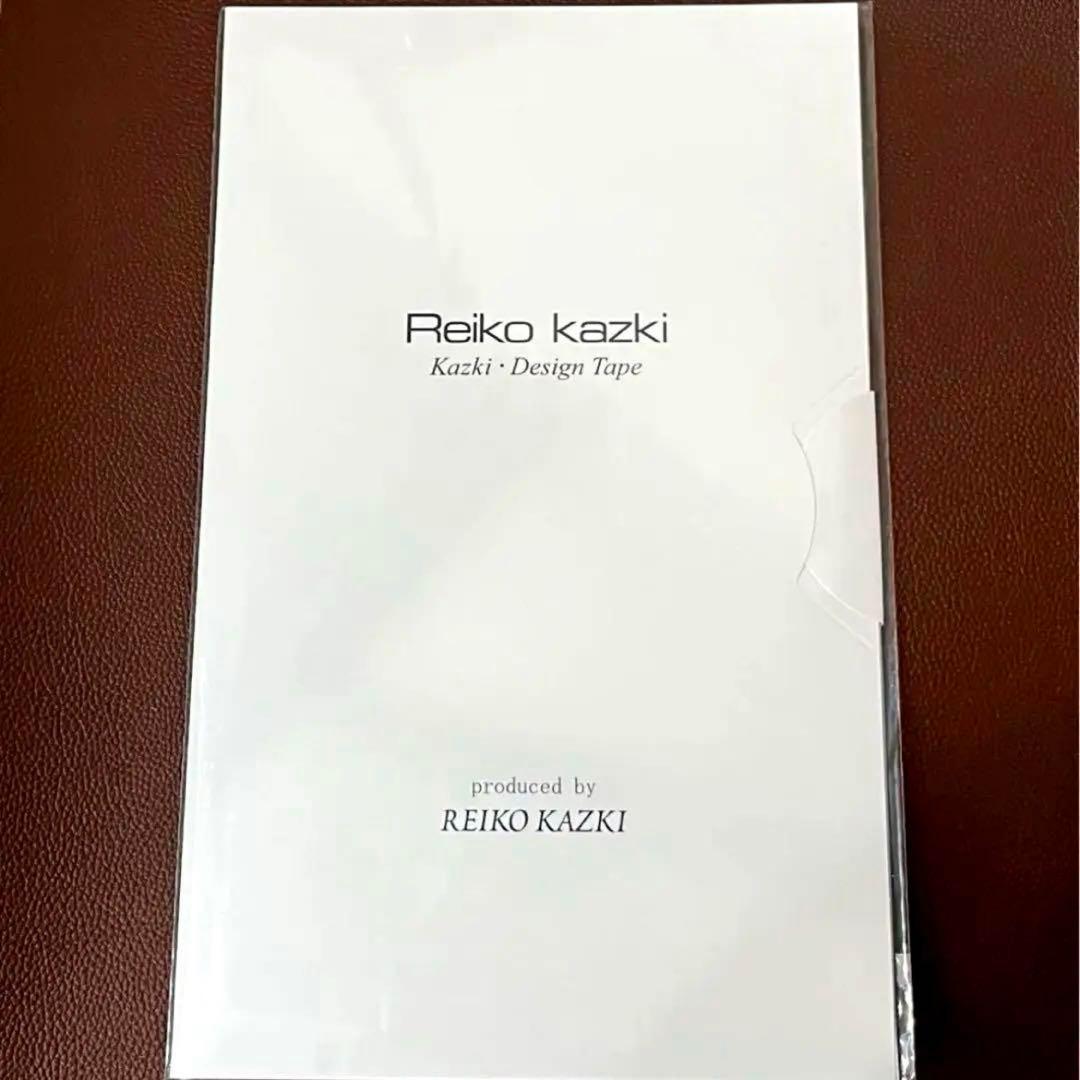 Reiko kazki
Kazki · Design Tape
produced by
REIKO KAZKI